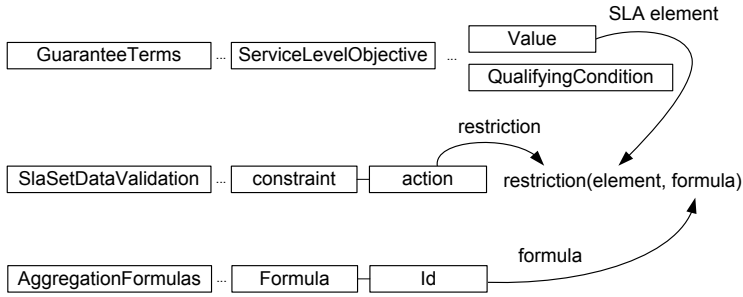 SLA element
GuaranteeTerms ... ServiceLevelObjective ... Value
QualifyingCondition
restriction
SlaSetDataValidation ... constraint action restriction(element, formula)
formula
AggregationFormulas ... Formula Id